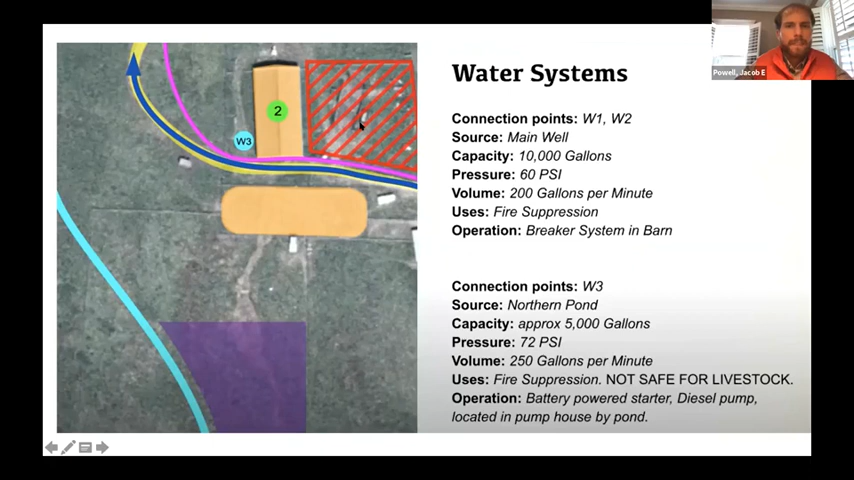 Powell, Jacob E
Water Systems
2
W3
Connection points: W1, W2
Source: Main Well
Capacity: 10,000 Gallons
Pressure: 60 PSI
Volume: 200 Gallons per Minute
Uses: Fire Suppression
Operation: Breaker System in Barn
Connection points: W3
Source: Northern Pond
Capacity: approx 5,000 Gallons
Pressure: 72 PSI
Volume: 250 Gallons per Minute
Uses: Fire Suppression. NOT SAFE FOR LIVESTOCK.
Operation: Battery powered starter, Diesel pump,
located in pump house by pond.